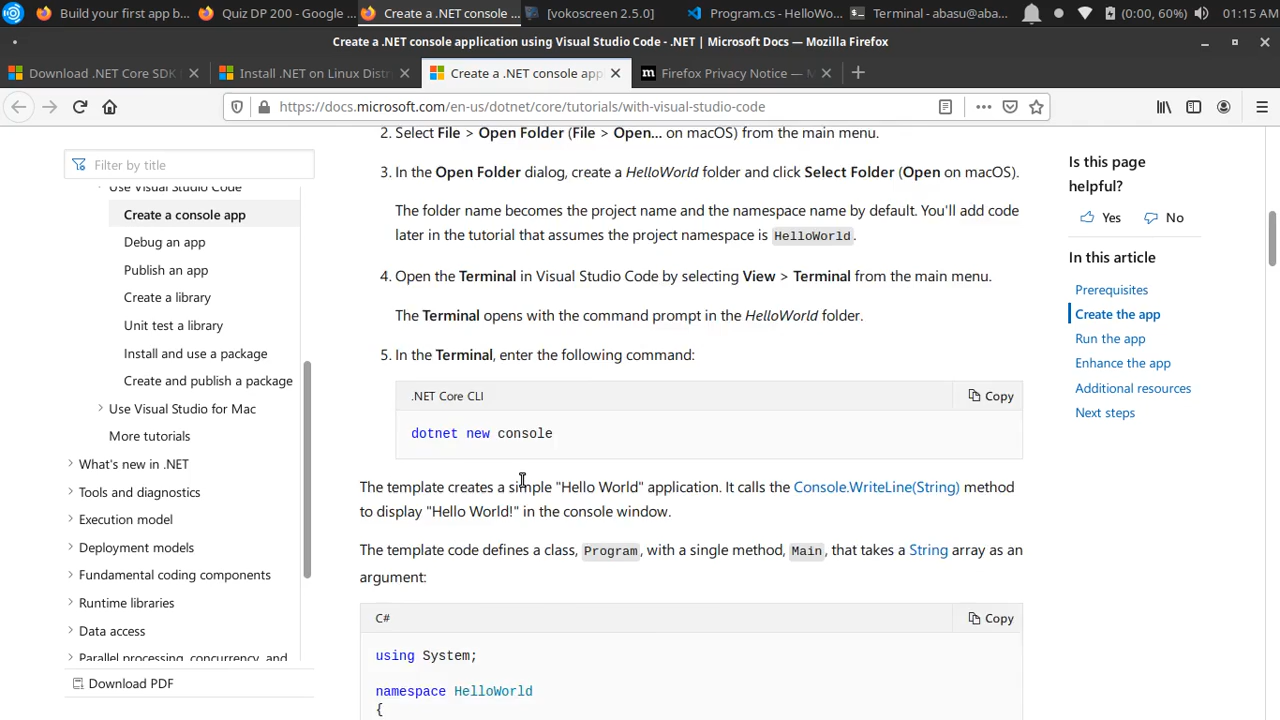 Build your first app b...
Quiz DP 200 - Google ...
Create a .NET console ...
[vokoscreen 2.5.0]
Program.cs - HelloWo...
Terminal - abasu@aba...
(0:00, 60%)
01:15 AM
Create a .NET console application using Visual Studio Code - .NET | Microsoft Docs — Mozilla Firefox
Download .NET Core SDK
Install .NET on Linux Distr
Create a .NET console app
Firefox Privacy Notice — M
https://docs.microsoft.com/en-us/dotnet/core/tutorials/with-visual-studio-code
Filter by title
Use Visual Studio Code
Create a console app
Debug an app
Publish an app
Create a library
Unit test a library
Install and use a package
Create and publish a package
Use Visual Studio for Mac
More tutorials
What's new in .NET
Tools and diagnostics
Execution model
Deployment models
Fundamental coding components
Runtime libraries
Data access
Parallel processing, concurrency, and
Download PDF
2. Select File > Open Folder (File > Open... on macOS) from the main menu.
3. In the Open Folder dialog, create a HelloWorld folder and click Select Folder (Open on macOS).
The folder name becomes the project name and the namespace name by default. You'll add code
later in the tutorial that assumes the project namespace is HelloWorld.
4. Open the Terminal in Visual Studio Code by selecting View > Terminal from the main menu.
The Terminal opens with the command prompt in the HelloWorld folder.
5. In the Terminal, enter the following command:
.NET Core CLI
Copy
dotnet new console
The template creates a simple "Hello World" application. It calls the Console.WriteLine(String) method
to display "Hello World!" in the console window.
The template code defines a class, Program, with a single method, Main, that takes a String array as an
argument:
C#
Copy
using System;
namespace HelloWorld
{
Is this page
helpful?
Yes
No
In this article
Prerequisites
Create the app
Run the app
Enhance the app
Additional resources
Next steps